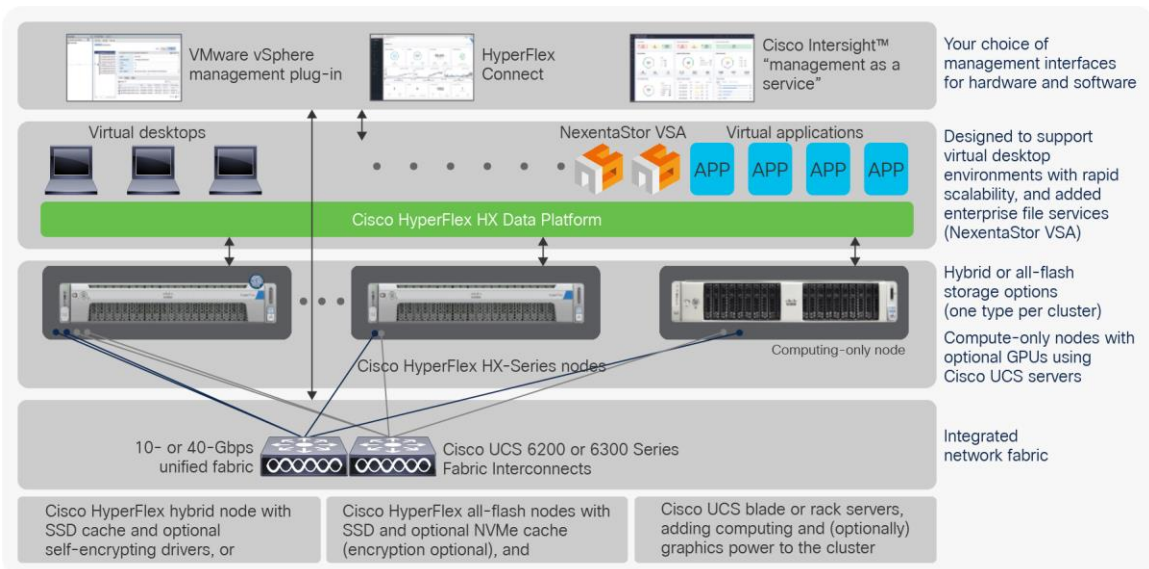 VMware vSphere
management plug-in
HyperFlex
Connect
Cisco Intersight™
“management as a
service”
Your choice of
management interfaces
for hardware and software
Virtual desktops
NexentaStor VSA
Virtual applications
APP
APP
APP
APP
Cisco HyperFlex HX Data Platform
Designed to support
virtual desktop
environments with rapid
scalability, and added
enterprise file services
(NexentaStor VSA)
Computing-only node
Cisco HyperFlex HX-Series nodes
Hybrid or all-flash
storage options
(one type per cluster)
Compute-only nodes with
optional GPUs using
Cisco UCS servers
10- or 40-Gbps
unified fabric
Cisco UCS 6200 or 6300 Series
Fabric Interconnects
Integrated
network fabric
Cisco HyperFlex hybrid node with
SSD cache and optional
self-encrypting drivers, or
Cisco HyperFlex all-flash nodes with
SSD and optional NVMe cache
(encryption optional), and
Cisco UCS blade or rack servers,
adding computing and (optionally)
graphics power to the cluster